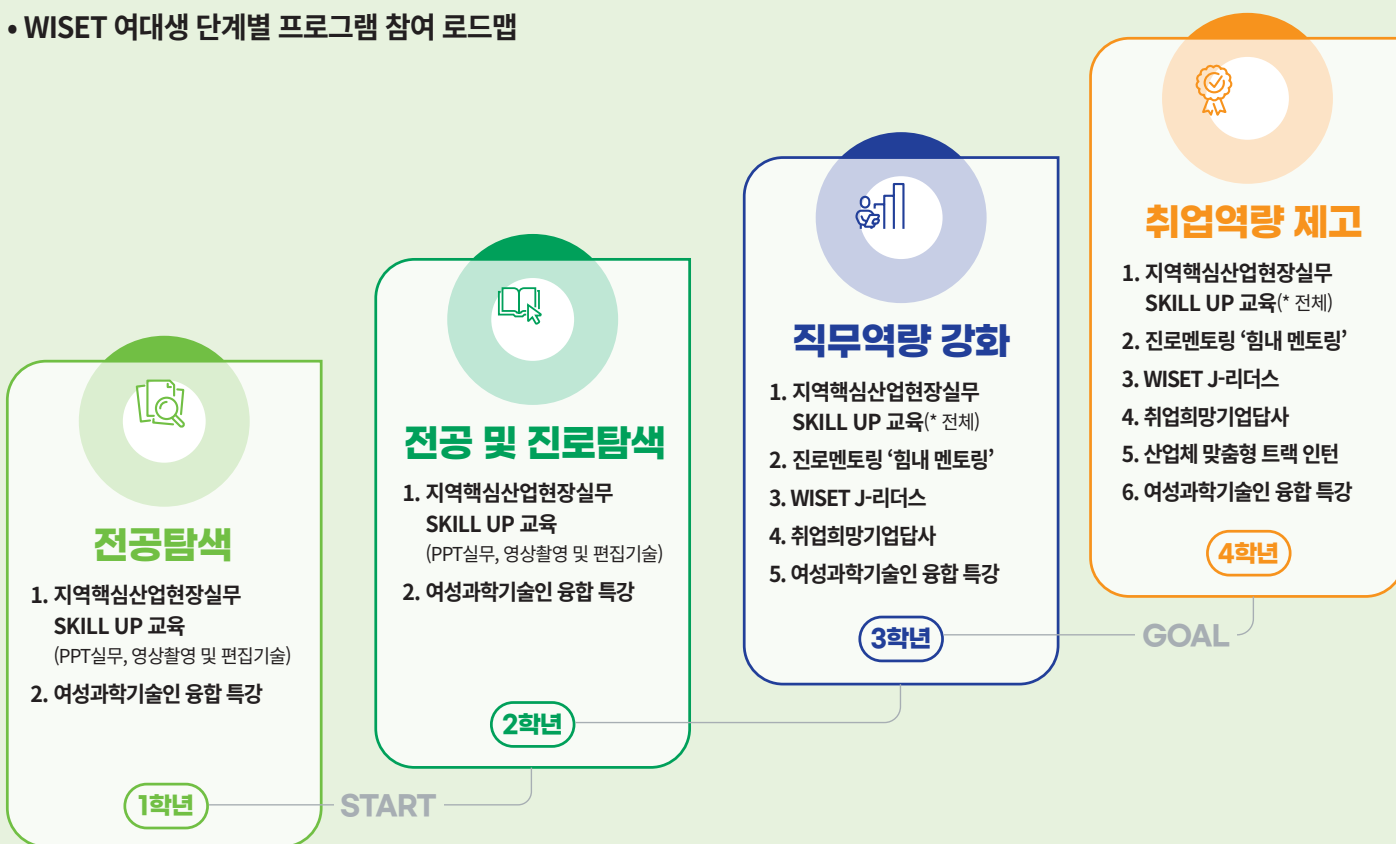 • WISET 여대생 단계별 프로그램 참여 로드맵
전공탐색
1. 지역핵심산업현장실무
SKILL UP 교육
(PPT실무, 영상촬영 및 편집기술)
2. 여성과학기술인 융합 특강
1학년
START
전공 및 진로탐색
1. 지역핵심산업현장실무
SKILL UP 교육
(PPT실무, 영상촬영 및 편집기술)
2. 여성과학기술인 융합 특강
2학년
직무역량 강화
1. 지역핵심산업현장실무
SKILL UP 교육(* 전체)
2. 진로멘토링 ‘힘내 멘토링’
3. WISET J-리더스
4. 취업희망기업답사
5. 여성과학기술인 융합 특강
3학년
GOAL
취업역량 제고
1. 지역핵심산업현장실무
SKILL UP 교육(* 전체)
2. 진로멘토링 ‘힘내 멘토링’
3. WISET J-리더스
4. 취업희망기업답사
5. 산업체 맞춤형 트랙 인턴
6. 여성과학기술인 융합 특강
4학년